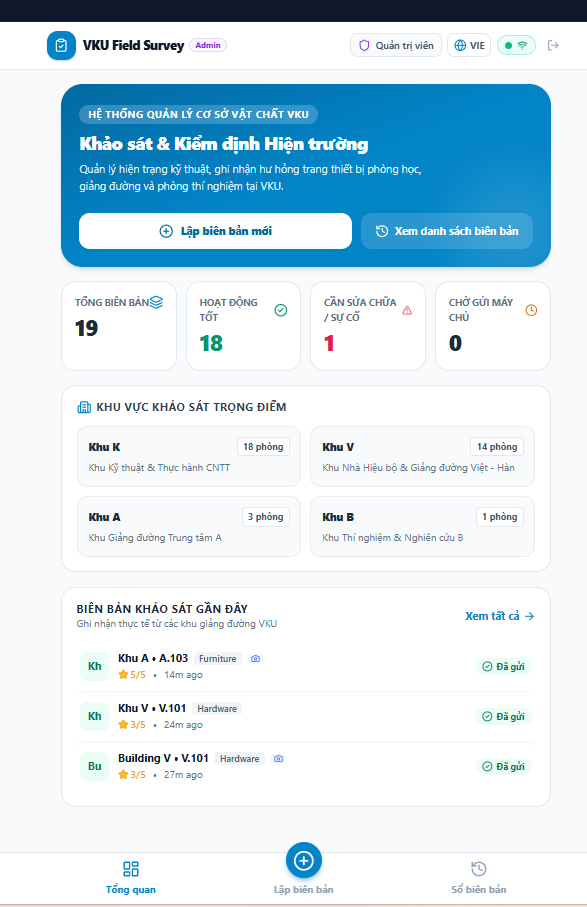 VKU Field Survey Admin
Quản trị viên
VIE
HỆ THỐNG QUẢN LÝ CƠ SỞ VẬT CHẤT VKU
Khảo sát & Kiểm định Hiện trường
Quản lý hiện trạng kỹ thuật, ghi nhận hư hỏng trang thiết bị phòng học,
giảng đường và phòng thí nghiệm tại VKU.
Lập biên bản mới
Xem danh sách biên bản
TỔNG BIÊN BẢN
19
HOẠT ĐỘNG
TỐT
18
CẦN SỬA CHỮA
/ SỰ CỐ
1
CHỜ GỬI MÁY
CHỦ
0
KHU VỰC KHẢO SÁT TRỌNG ĐIỂM
Khu K 18 phòng
Khu Kỹ thuật & Thực hành CNTT
Khu V 14 phòng
Khu Nhà Hiệu bộ & Giảng đường Việt - Hàn
Khu A 3 phòng
Khu Giảng đường Trung tâm A
Khu B 1 phòng
Khu Thí nghiệm & Nghiên cứu B
BIÊN BẢN KHẢO SÁT GẦN ĐÂY
Ghi nhận thực tế từ các khu giảng đường VKU
Xem tất cả →
Kh
Khu A • A.103 Furniture
5/5 • 14m ago
Đã gửi
Kh
Khu V • V.101 Hardware
3/5 • 24m ago
Đã gửi
Bu
Building V • V.101 Hardware
3/5 • 27m ago
Đã gửi
Tổng quan
Lập biên bản
Sổ biên bản